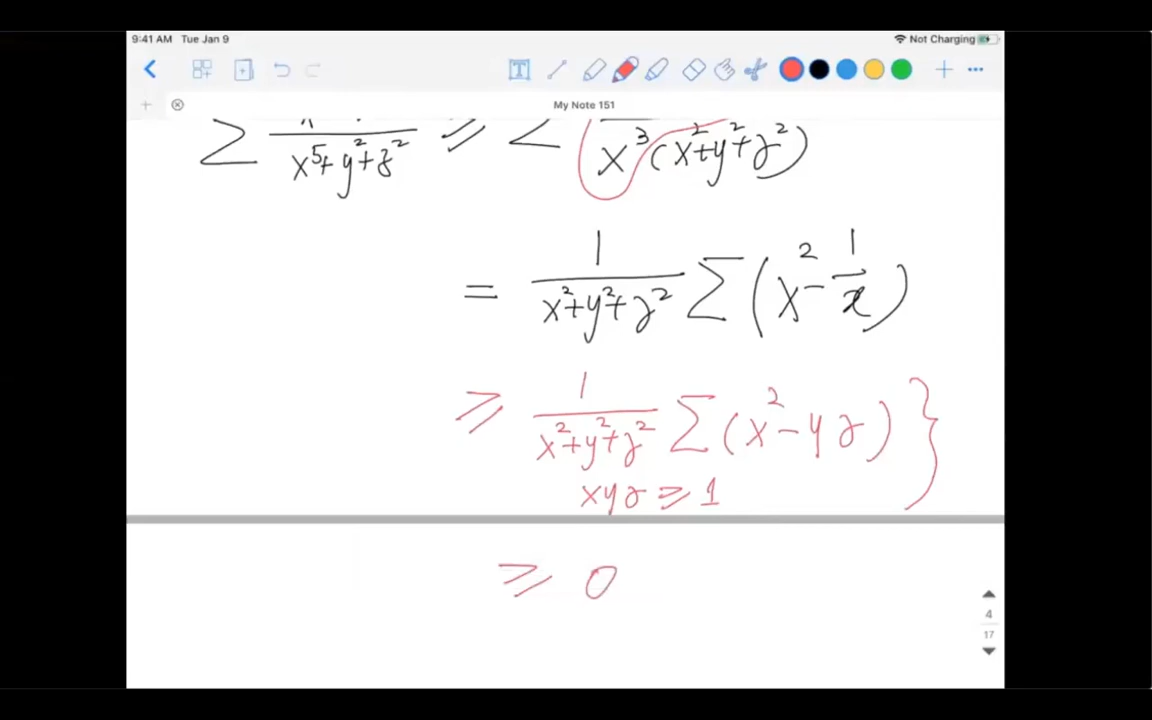 9:41 AM Tue Jan 9
Not Charging
My Note 151
Σ x⁵+y²+z² ≥ Σ x³(x²+y²+z²)
= 1/(x²+y²+z²) Σ(x² - 1/x)
≥ 1/(x²+y²+z²) Σ(x² - yz) }
xyz ≥ 1
≥ 0
4
17